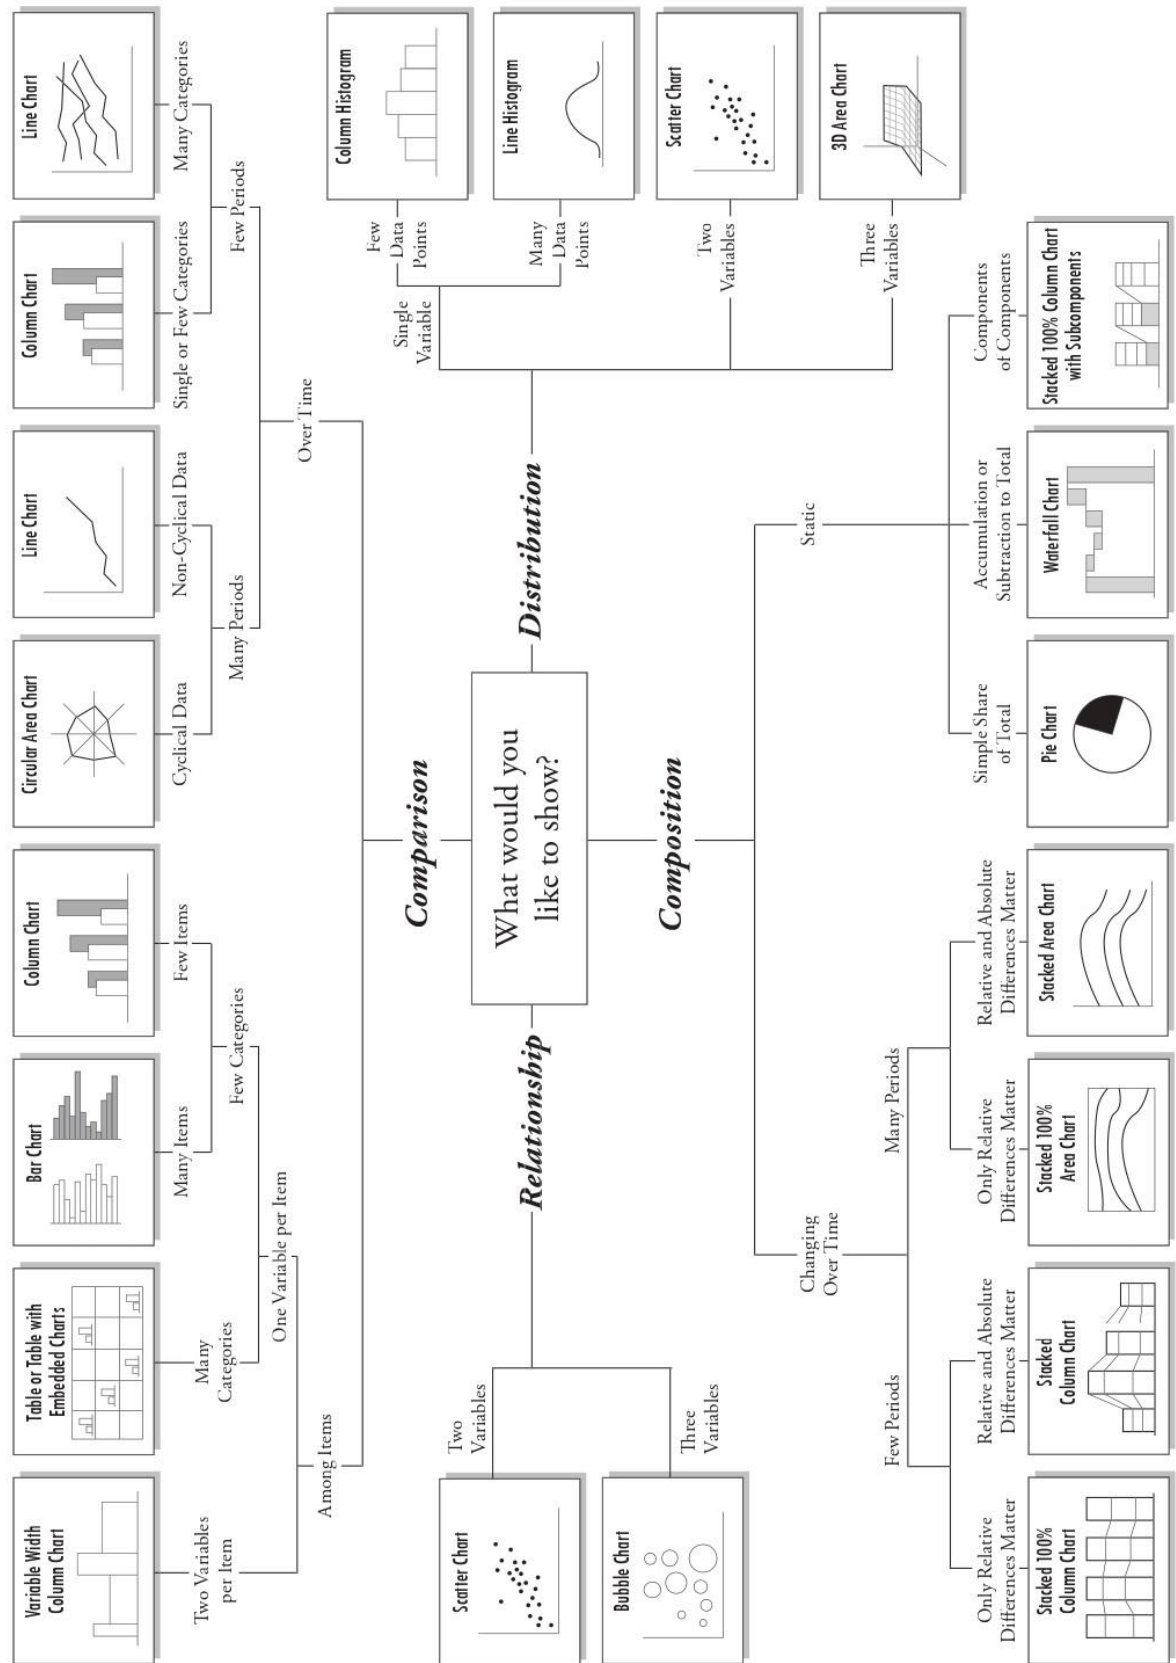 Variable Width
Column Chart
Table or Table with
Embedded Charts
Bar Chart
Column Chart
Circular Area Chart
Line Chart
Column Chart
Line Chart
Two Variables
per Item
Many
Categories
Many Items
Few Items
Cyclical Data
Non-Cyclical Data
Single or Few Categories
Many Categories
Few Categories
Many Periods
Few Periods
One Variable per Item
Among Items
Over Time
Comparison
What would you
like to show?
Relationship
Two
Variables
Scatter Chart
Three
Variables
Bubble Chart
Distribution
Single
Variable
Few
Data
Points
Column Histogram
Many
Data
Points
Line Histogram
Two
Variables
Scatter Chart
Three
Variables
3D Area Chart
Composition
Changing
Over Time
Static
Few Periods
Many Periods
Only Relative
Differences Matter
Relative and Absolute
Differences Matter
Only Relative
Differences Matter
Relative and Absolute
Differences Matter
Simple Share
of Total
Accumulation or
Subtraction to Total
Components
of Components
Stacked 100%
Column Chart
Stacked
Column Chart
Stacked 100%
Area Chart
Stacked Area Chart
Pie Chart
Waterfall Chart
Stacked 100% Column Chart
with Subcomponents